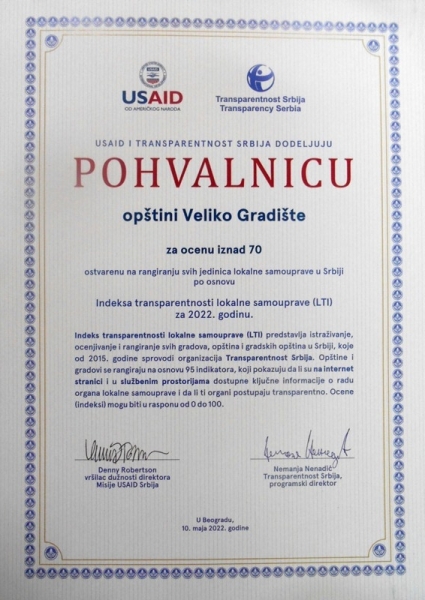 USAID
OD AMERIČKOG NARODA
Transparentnost Srbija
Transparency Serbia
USAID I TRANSPARENTNOST SRBIJA DODELJUJU
POHVALNICU
opštini Veliko Gradište
za ocenu iznad 70
ostvarenu na rangiranju svih jedinica lokalne samouprave u Srbiji
po osnovu
Indeksa transparentnosti lokalne samouprave (LTI)
za 2022. godinu.
Indeks transparentnosti lokalne samouprave (LTI) predstavlja istraživanje,
ocenjivanje i rangiranje svih gradova, opština i gradskih opština u Srbiji, koje
od 2015. godine sprovodi organizacija Transparentnost Srbija. Opštine i
gradovi se rangiraju na osnovu 95 indikatora, koji pokazuju da li su na internet
stranici i u službenim prostorijama dostupne ključne informacije o radu
organa lokalne samouprave i da li ti organi postupaju transparentno. Ocene
(indeksi) mogu biti u rasponu od 0 do 100.
Denny Robertson
vršilac dužnosti direktora
Misije USAID Srbija
Nemanja Nenadić
Transparentnost Srbija,
programski direktor
U Beogradu,
10. maja 2022. godine